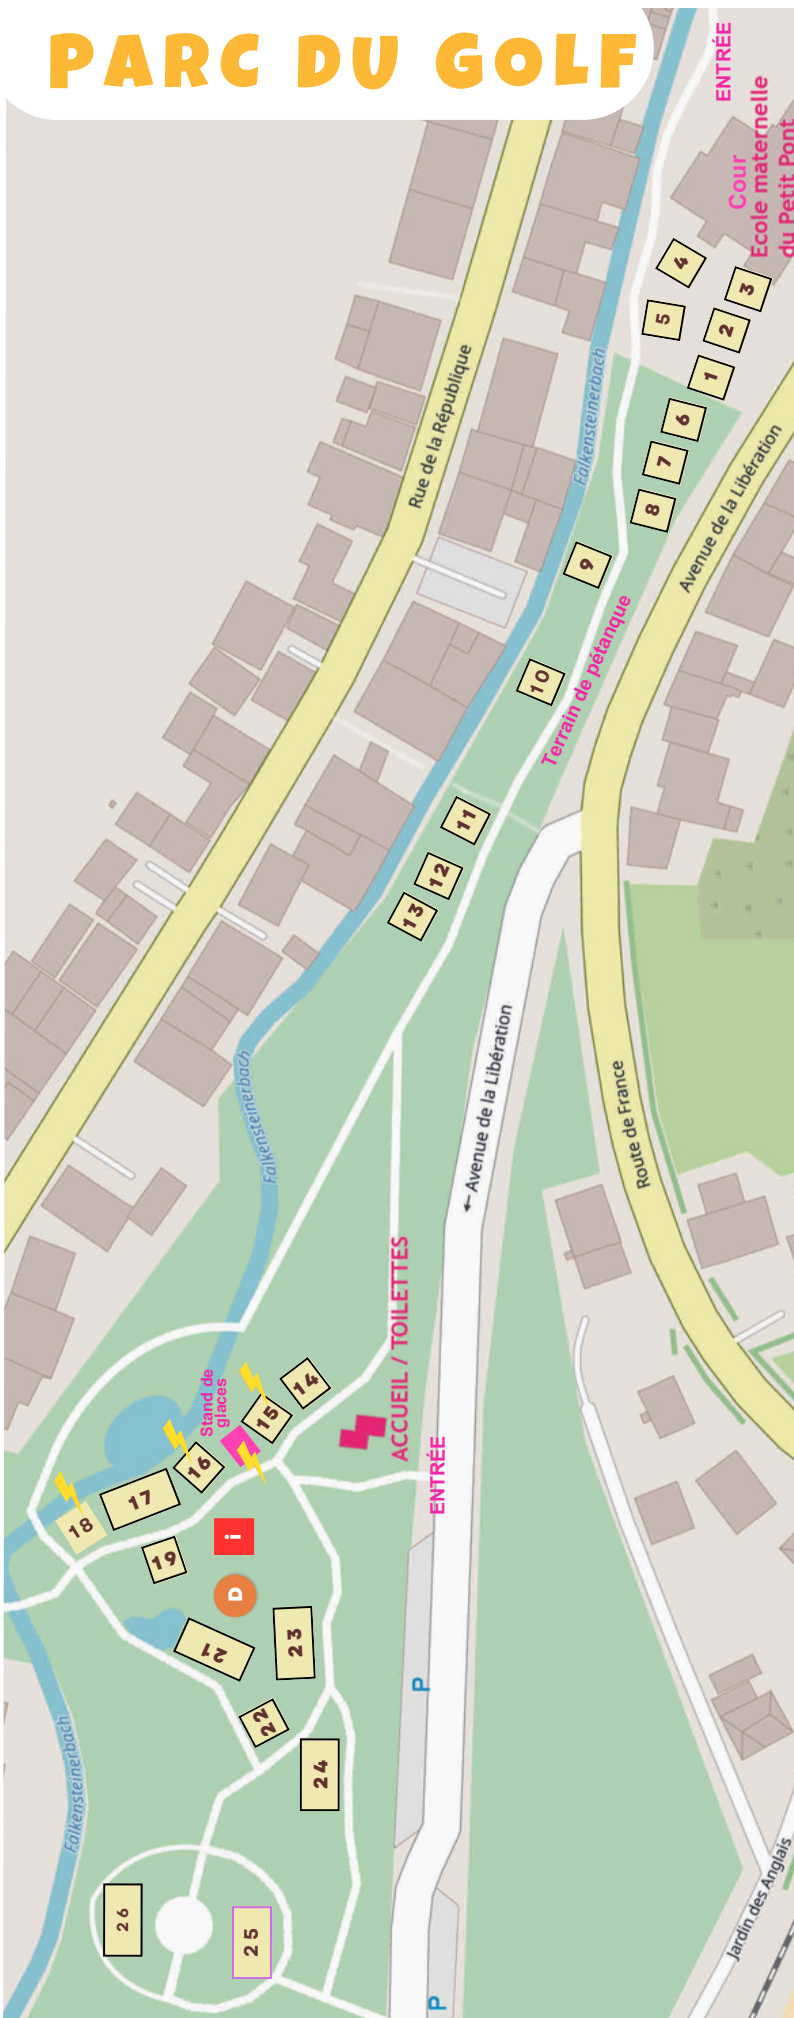 PARC DU GOLF
ENTRÉE
Cour
Ecole maternelle
du Petit Pont
4
3
5
2
1
6
7
8
9
10
Rue de la République
Falkensteinerbach
Avenue de la Libération
Terrain de pétanque
11
12
13
← Avenue de la Libération
Route de France
Falkensteinerbach
ACCUEIL / TOILETTES
Stand de
glaces
14
15
16
17
18
19
ENTRÉE
i
D
21
23
22
24
P
Falkensteinerbach
26
25
P
Jardin des Anglais